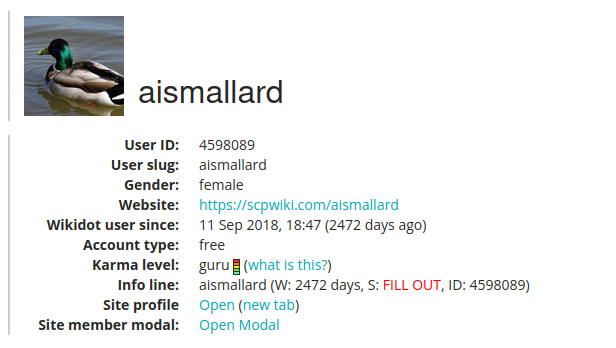 aismallard
User ID: 4598089
User slug: aismallard
Gender: female
Website: https://scpwiki.com/aismallard
Wikidot user since: 11 Sep 2018, 18:47 (2472 days ago)
Account type: free
Karma level: guru (what is this?)
Info line: aismallard (W: 2472 days, S: FILL OUT, ID: 4598089)
Site profile Open (new tab)
Site member modal: Open Modal